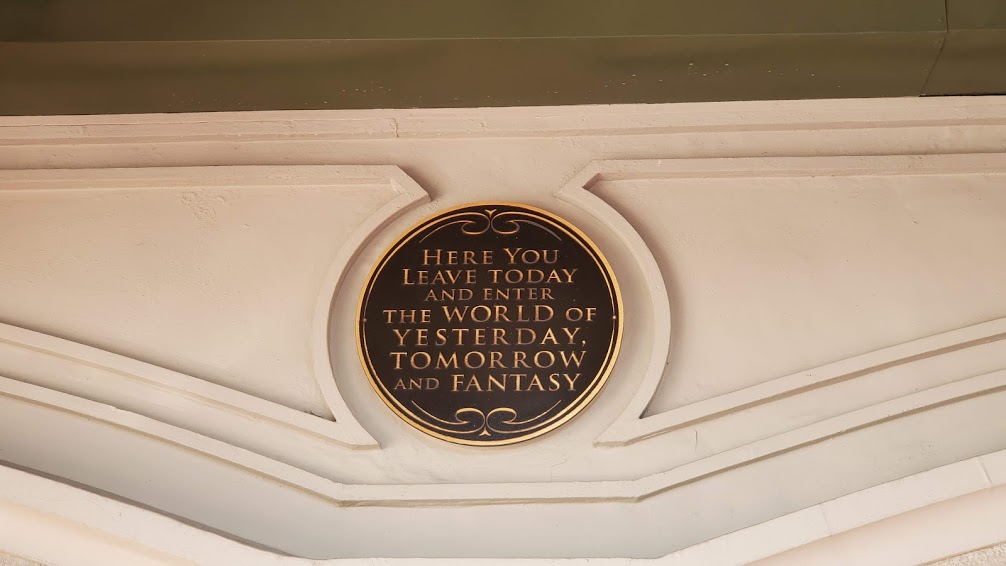 Here You
Leave today
and enter
the WORLD of
YESTERDAY,
TOMORROW
and FANTASY